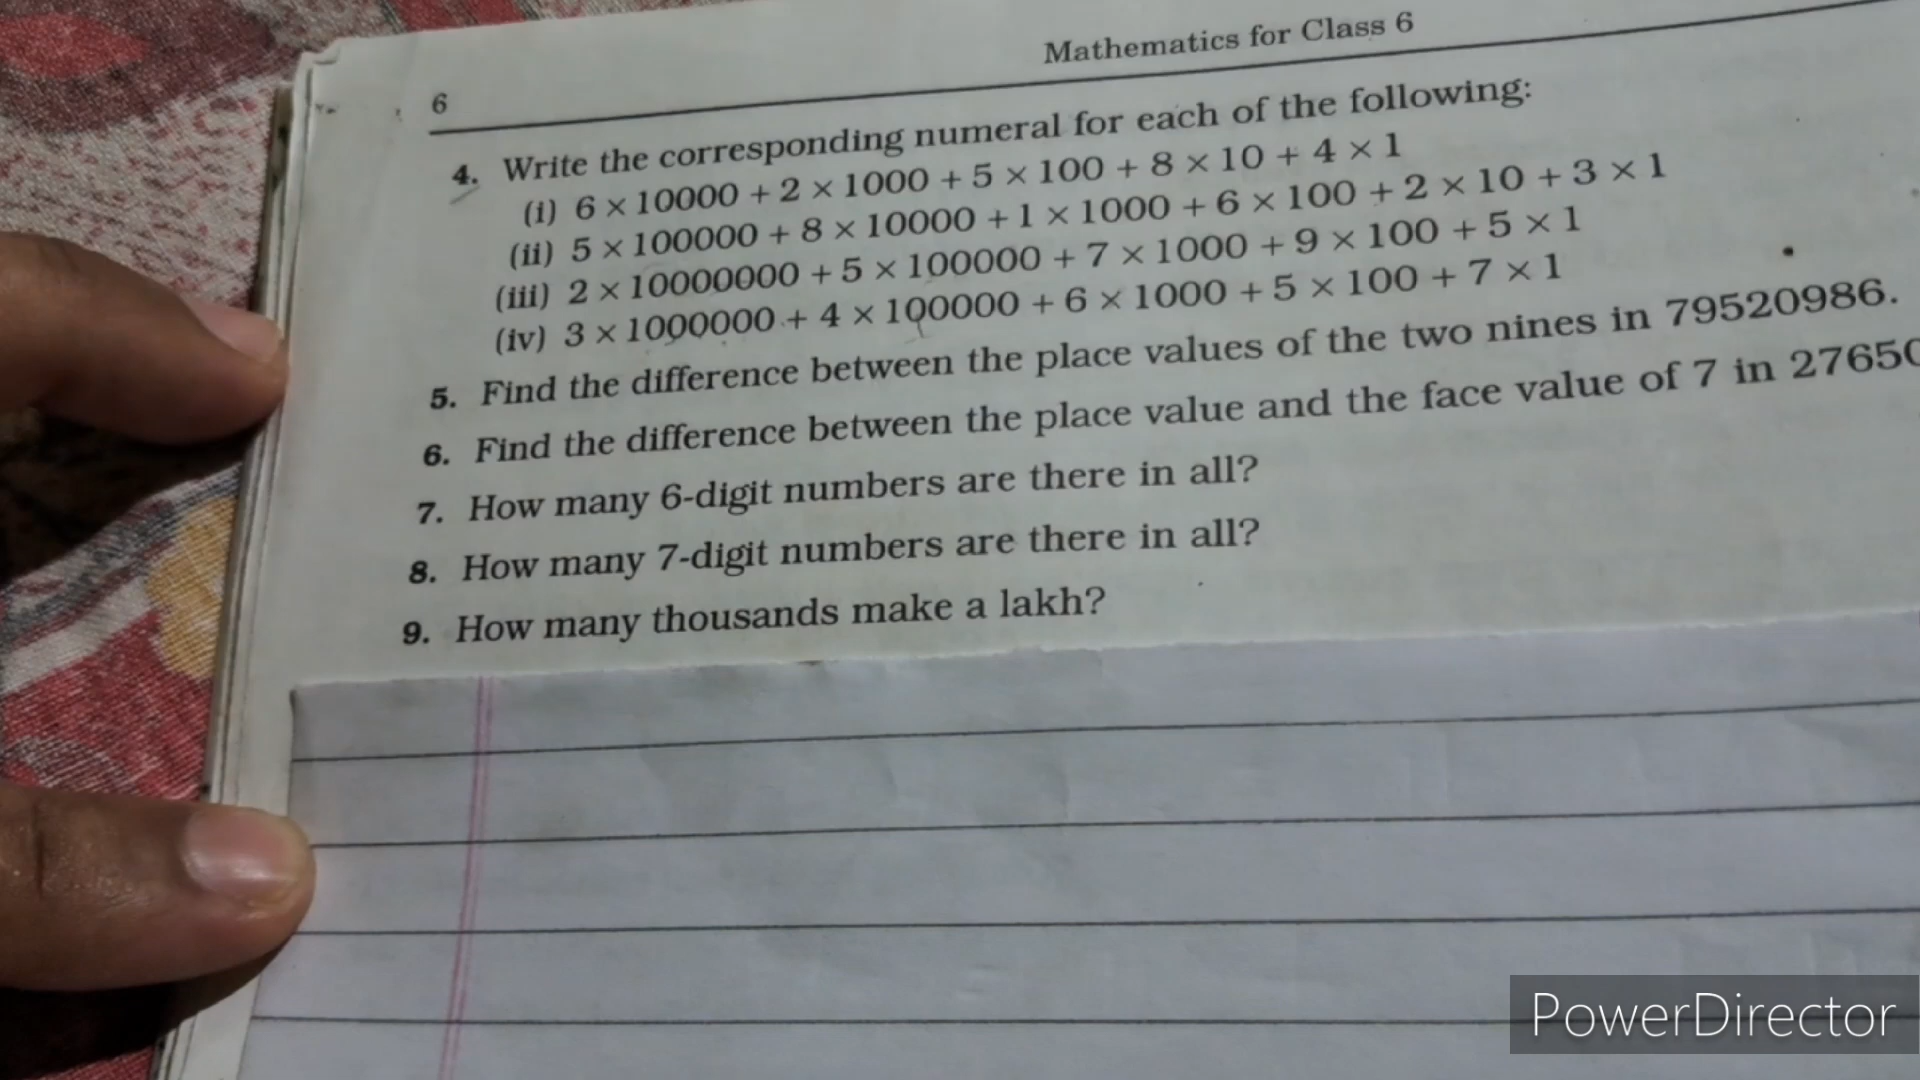 Mathematics for Class 6
6
4. Write the corresponding numeral for each of the following:
(i) 6 × 10000 + 2 × 1000 + 5 × 100 + 8 × 10 + 4 × 1
(ii) 5 × 100000 + 8 × 10000 + 1 × 1000 + 6 × 100 + 2 × 10 + 3 × 1
(iii) 2 × 10000000 + 5 × 100000 + 7 × 1000 + 9 × 100 + 5 × 1
(iv) 3 × 1000000 + 4 × 100000 + 6 × 1000 + 5 × 100 + 7 × 1
5. Find the difference between the place values of the two nines in 79520986.
6. Find the difference between the place value and the face value of 7 in 27650
7. How many 6-digit numbers are there in all?
8. How many 7-digit numbers are there in all?
9. How many thousands make a lakh?
PowerDirector